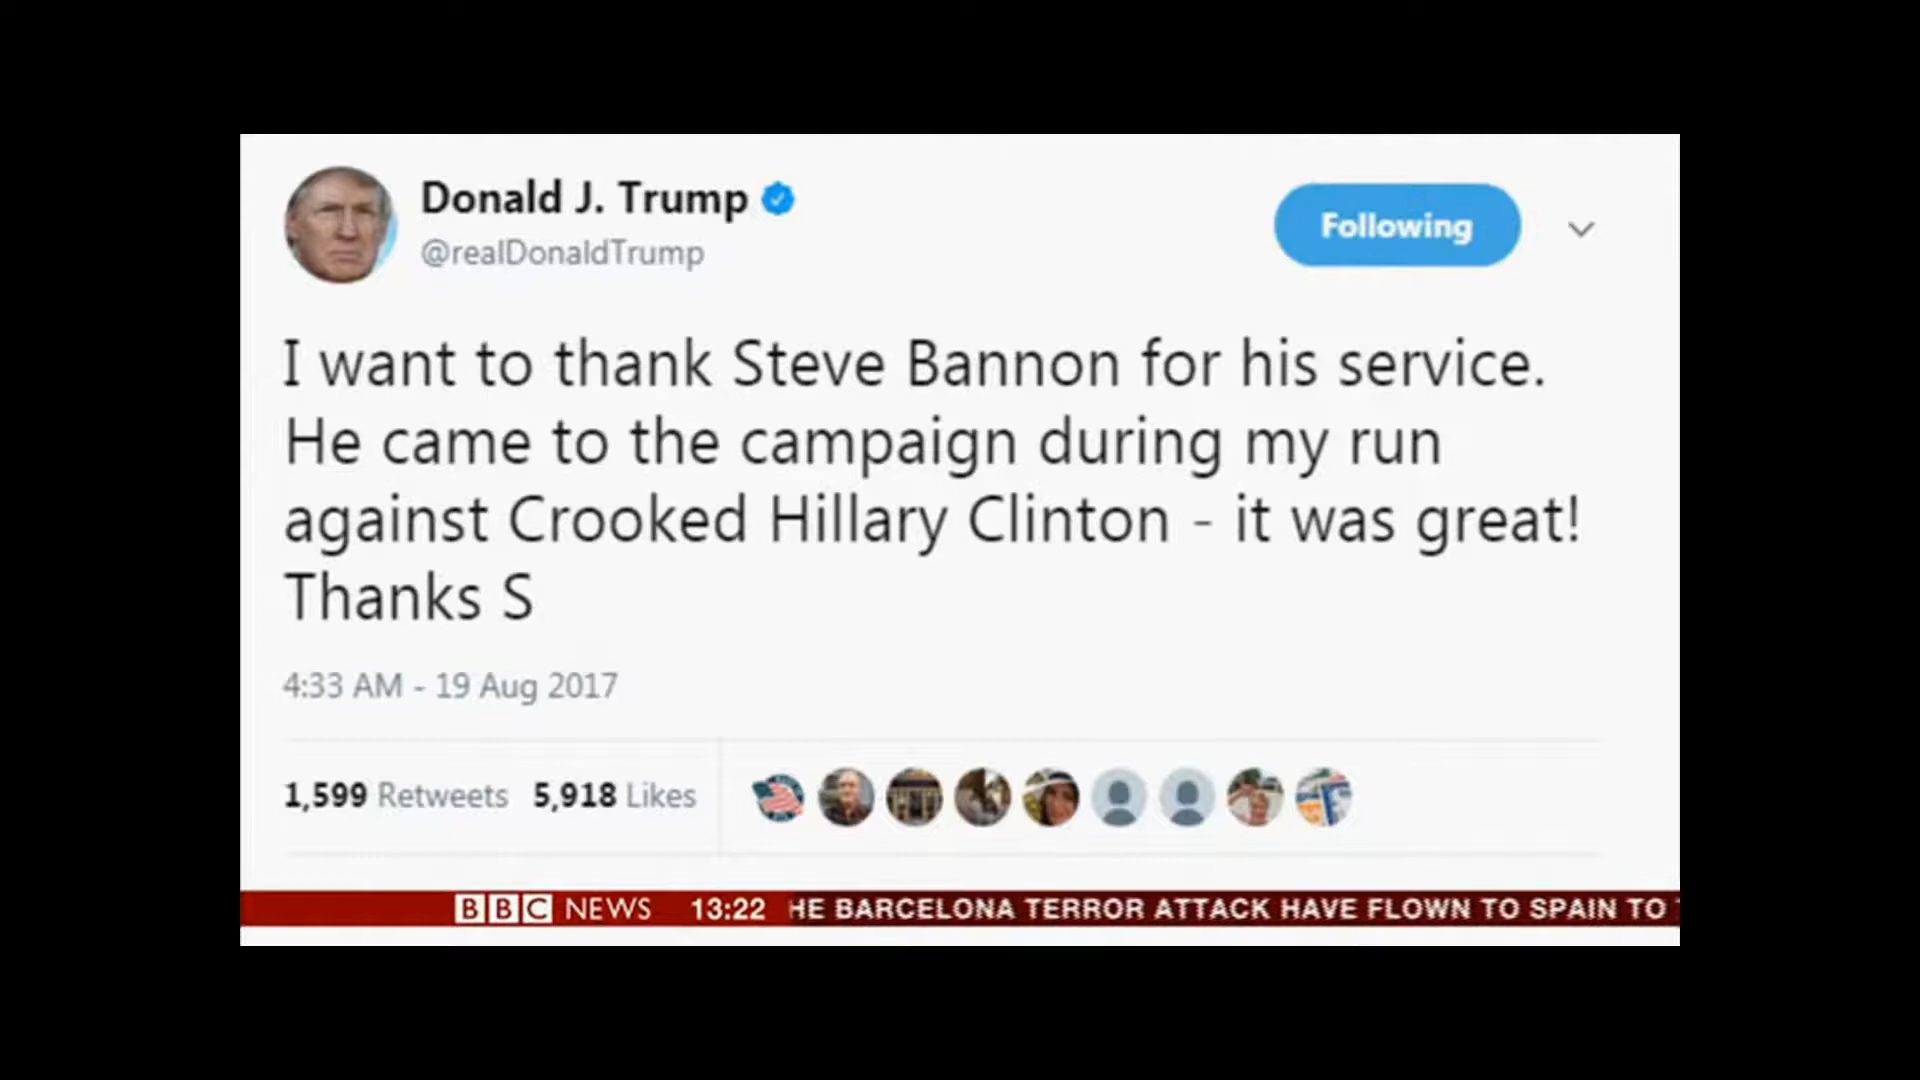 Donald J. Trump
@realDonaldTrump
Following
I want to thank Steve Bannon for his service.
He came to the campaign during my run
against Crooked Hillary Clinton - it was great!
Thanks S
4:33 AM - 19 Aug 2017
1,599 Retweets 5,918 Likes
BBC NEWS 13:22 HE BARCELONA TERROR ATTACK HAVE FLOWN TO SPAIN TO